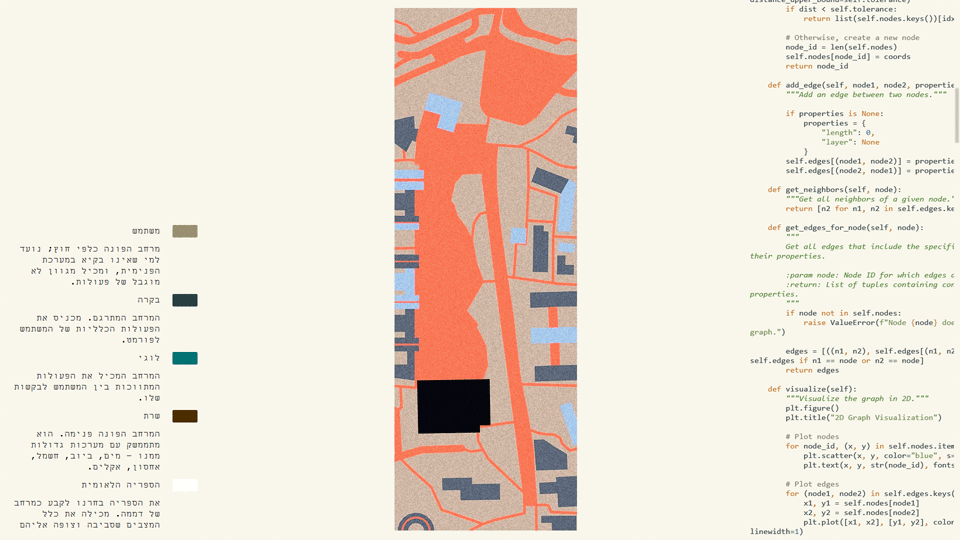 משתמש
מרחב הפונה כלפי חוץ; נועד
למי שאינו בקיא במערכת
הפנימית, ומכיל מגוון לא
מוגבל של פעולות.
בקרה
המרחב המתרגם. מכניס את
הפעולות הכלליות של המשתמש
לפורמט.
לוגי
המרחב המכיל את הפעולות
המתווכות בין המשתמש לבקשות
שלו.
שרת
המרחב הפונה פנימה. הוא
מתממשק עם מערכות גדולות
ממנו - מים, ביוב, חשמל,
אחסון, אקלים.
הספריה הלאומית
את הספריה בחרנו לקבע כמרחב
של דממה. מכילה את כלל
המצבים שסביבה וצופה אליהם
if dist < self.tolerance:
return list(self.nodes.keys())[idx
# Otherwise, create a new node
node_id = len(self.nodes)
self.nodes[node_id] = coords
return node_id
def add_edge(self, node1, node2, propertie
"""Add an edge between two nodes."""
if properties is None:
properties = {
"length": 0,
"layer": None
}
self.edges[(node1, node2)] = propertie
self.edges[(node2, node1)] = propertie
def get_neighbors(self, node):
"""Get all neighbors of a given node."
return [n2 for n1, n2 in self.edges.ke
def get_edges_for_node(self, node):
"""
Get all edges that include the specifi
their properties.
:param node: Node ID for which edges a
:return: List of tuples containing con
properties.
"""
if node not in self.nodes:
raise ValueError(f"Node {node} doe
graph.")
edges = [((n1, n2), self.edges[(n1, n2
self.edges if n1 == node or n2 == node]
return edges
def visualize(self):
"""Visualize the graph in 2D."""
plt.figure()
plt.title("2D Graph Visualization")
# Plot nodes
for node_id, (x, y) in self.nodes.item
plt.scatter(x, y, color="blue", s=
plt.text(x, y, str(node_id), fonts
# Plot edges
for (node1, node2) in self.edges.keys(
x1, y1 = self.nodes[node1]
x2, y2 = self.nodes[node2]
plt.plot([x1, x2], [y1, y2], color
linewidth=1)